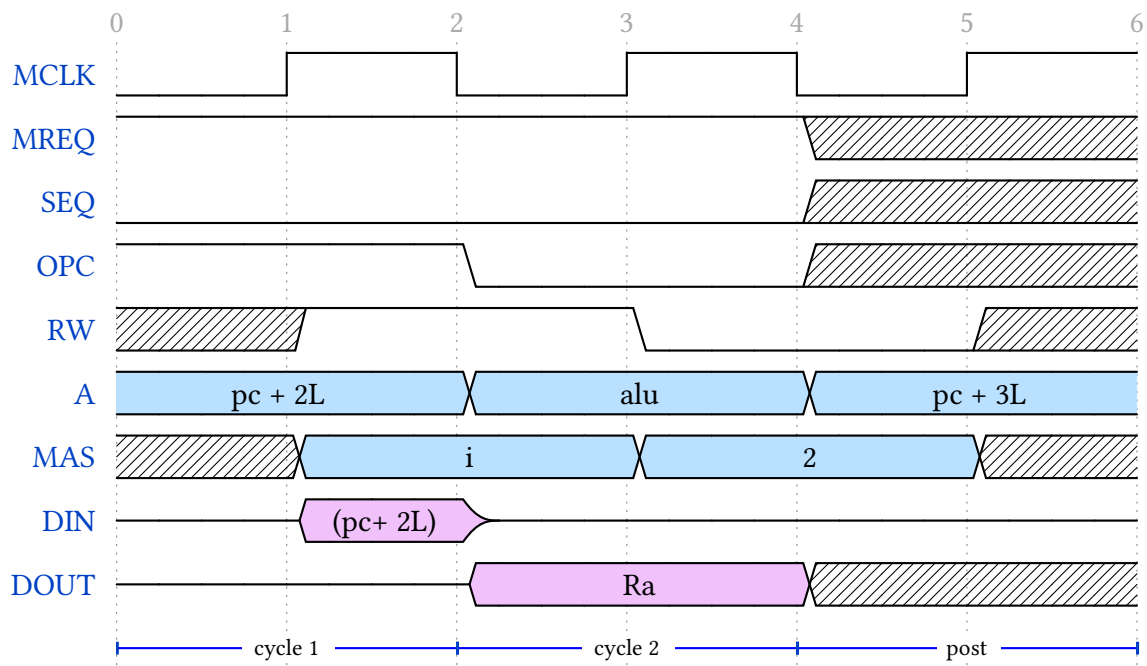 0 1 2 3 4 5 6
MCLK
MREQ
SEQ
OPC
RW
A pc + 2L alu pc + 3L
MAS i 2
DIN (pc+ 2L)
DOUT Ra
cycle 1 cycle 2 post